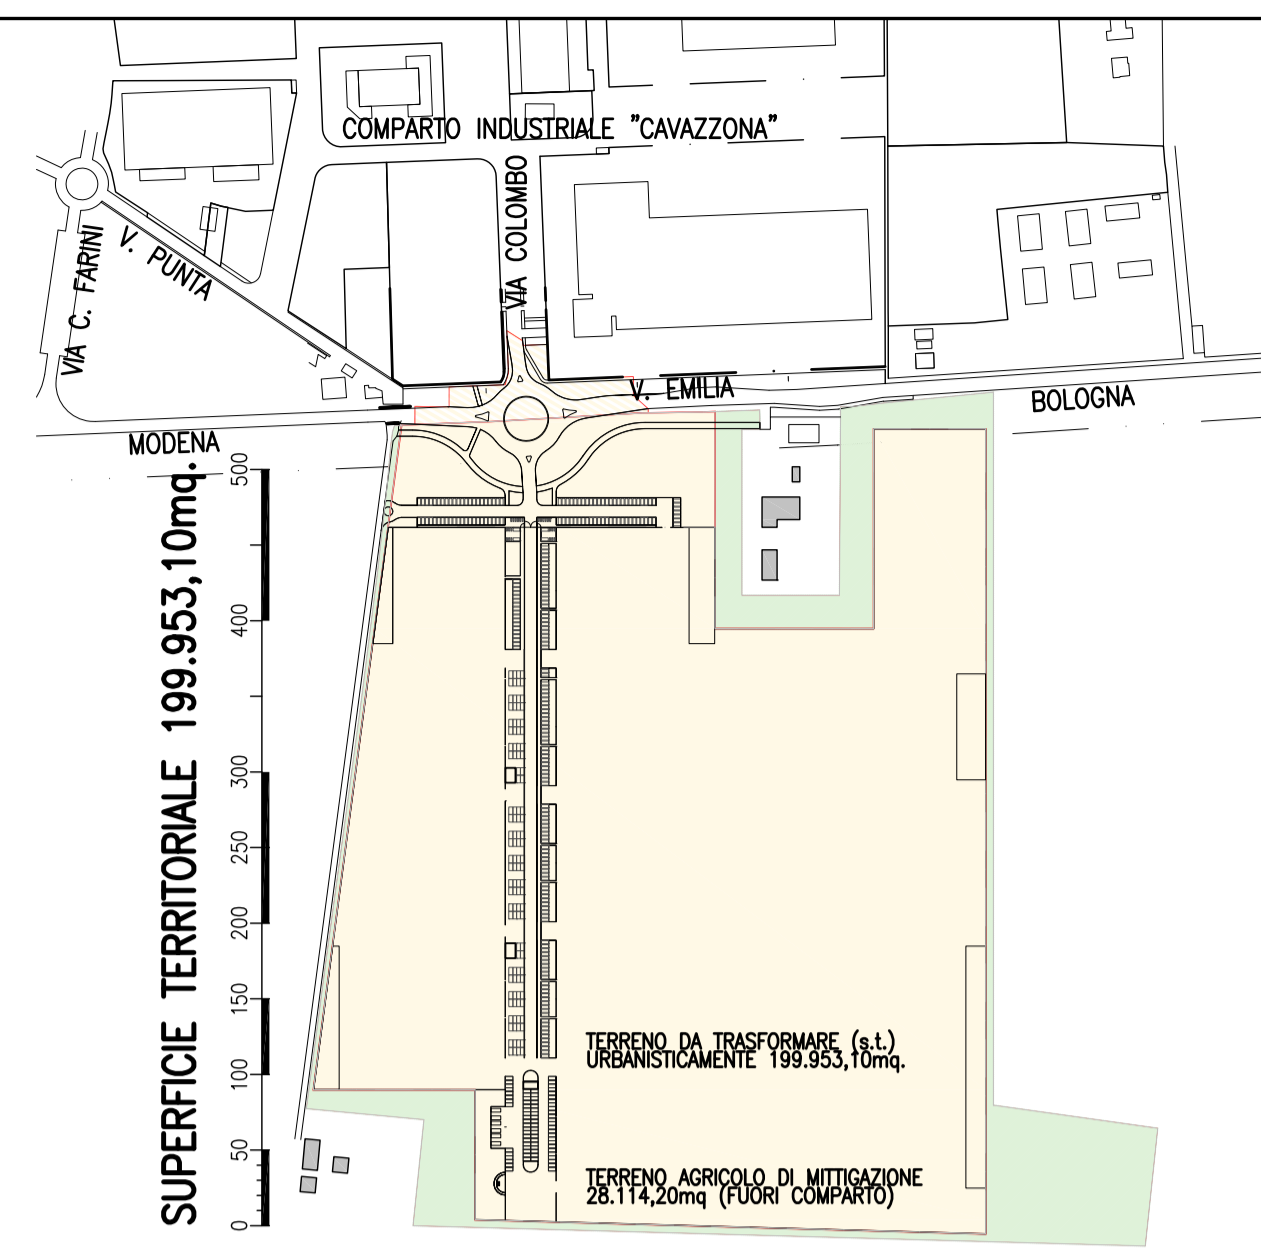 COMPARTO INDUSTRIALE "CAVAZZONA"
VIA COLOMBO
VIA C. FARINI
V. PUNTA
V. EMILIA
BOLOGNA
MODENA
SUPERFICIE TERRITORIALE 199.953,10mq.
500
400
300
250
200
150
100
50
0
TERRENO DA TRASFORMARE (s.t.)
URBANISTICAMENTE 199.953,10mq.
TERRENO AGRICOLO DI MITTIGAZIONE
28.114,20mq (FUORI COMPARTO)